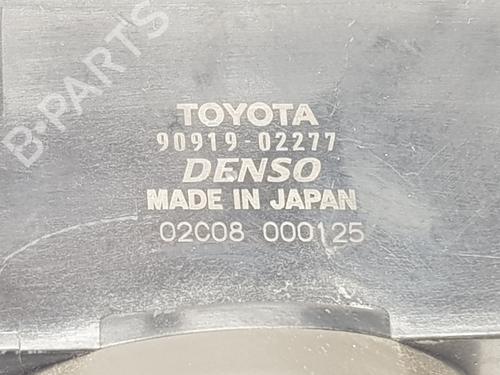 B-PARTS
TOYOTA
90919-02277
DENSO
MADE IN JAPAN
02C08 000125